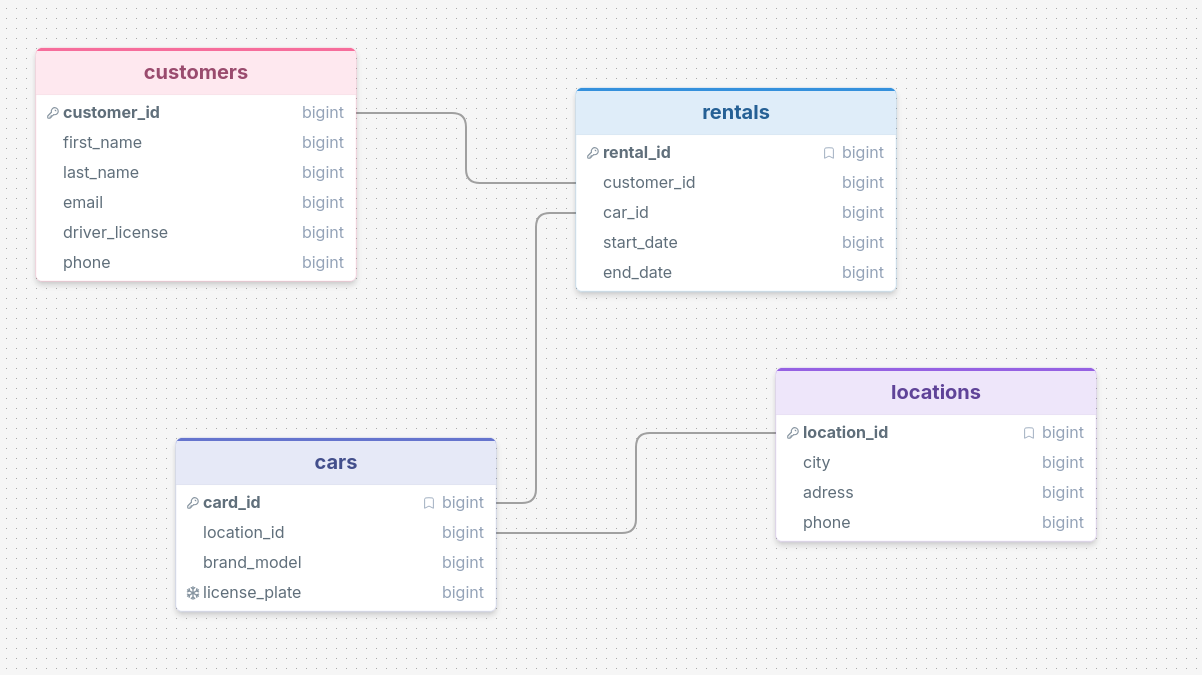 customers
customer_id bigint
first_name bigint
last_name bigint
email bigint
driver_license bigint
phone bigint
rentals
rental_id bigint
customer_id bigint
car_id bigint
start_date bigint
end_date bigint
locations
location_id bigint
city bigint
adress bigint
phone bigint
cars
card_id bigint
location_id bigint
brand_model bigint
license_plate bigint